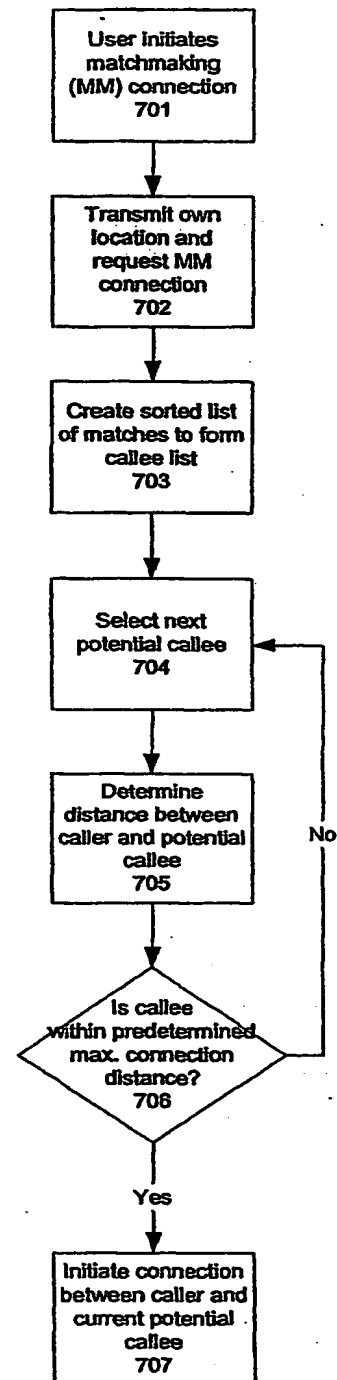 User initiates
matchmaking
(MM) connection
701
Transmit own
location and
request MM
connection
702
Create sorted list
of matches to form
callee list
703
Select next
potential callee
704
Determine
distance between
caller and potential
callee
705
No
Is callee
within predetermined
max. connection
distance?
706
Yes
Initiate connection
between caller and
current potential
callee
707